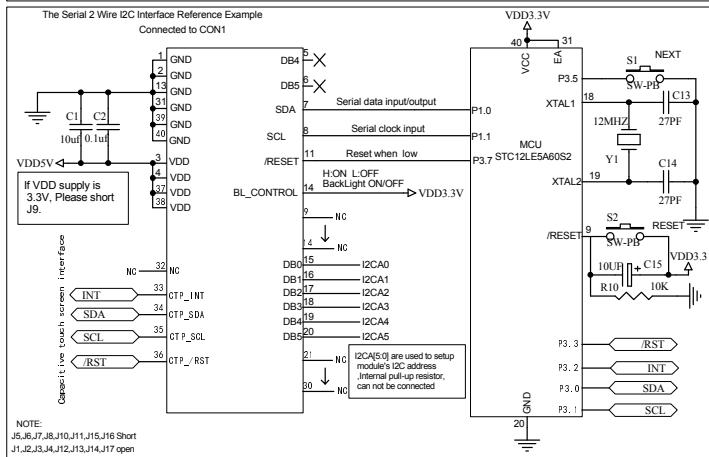 The Serial 2 Wire I2C Interface Reference Example
Connected to CON1
VDD3.3V
1 GND
2 GND
13 GND
31 GND
39 GND
40 GND
3 VDD
4 VDD
37 VDD
38 VDD
C1
10uf
C2
0.1uf
VDD5V
If VDD supply is
3.3V, Please short
J9.
Capacitive touch screen interface
NC 32 NC
INT 33 CTP_INT
SDA 34 CTP_SDA
SCL 35 CTP_SCL
/RST 36 CTP_/RST
DB4 5
DB5 6
SDA 7 Serial data input/output P1.0
SCL 8 Serial clock input P1.1
/RESET 11 Reset when low P3.7
H:ON L:OFF
BL_CONTROL 14 BackLight ON/OFF VDD3.3V
9 NC
14 NC
DB0 15 I2CA0
DB1 16 I2CA1
DB2 17 I2CA2
DB3 18 I2CA3
DB4 19 I2CA4
DB5 20 I2CA5
21 NC
30 NC
I2CA[5:0] are used to setup
module's I2C address
,Internal pull-up resistor,
can not be connected
40 31
VCC EA
MCU
STC12LE5A60S2
P3.5
S1 NEXT
SW-PB
XTAL1 18
C13
27PF
12MHZ
Y1
XTAL2 19
C14
27PF
/RESET 9
S2 RESET
SW-PB
VDD3.3
10UF + C15
R10 10K
P3.3 /RST
P3.2 INT
P3.0 SDA
P3.1 SCL
GND
20
NOTE:
J5,J6,J7,J8,J10,J11,J15,J16 Short
J1,J2,J3,J4,J12,J13,J14,J17 open